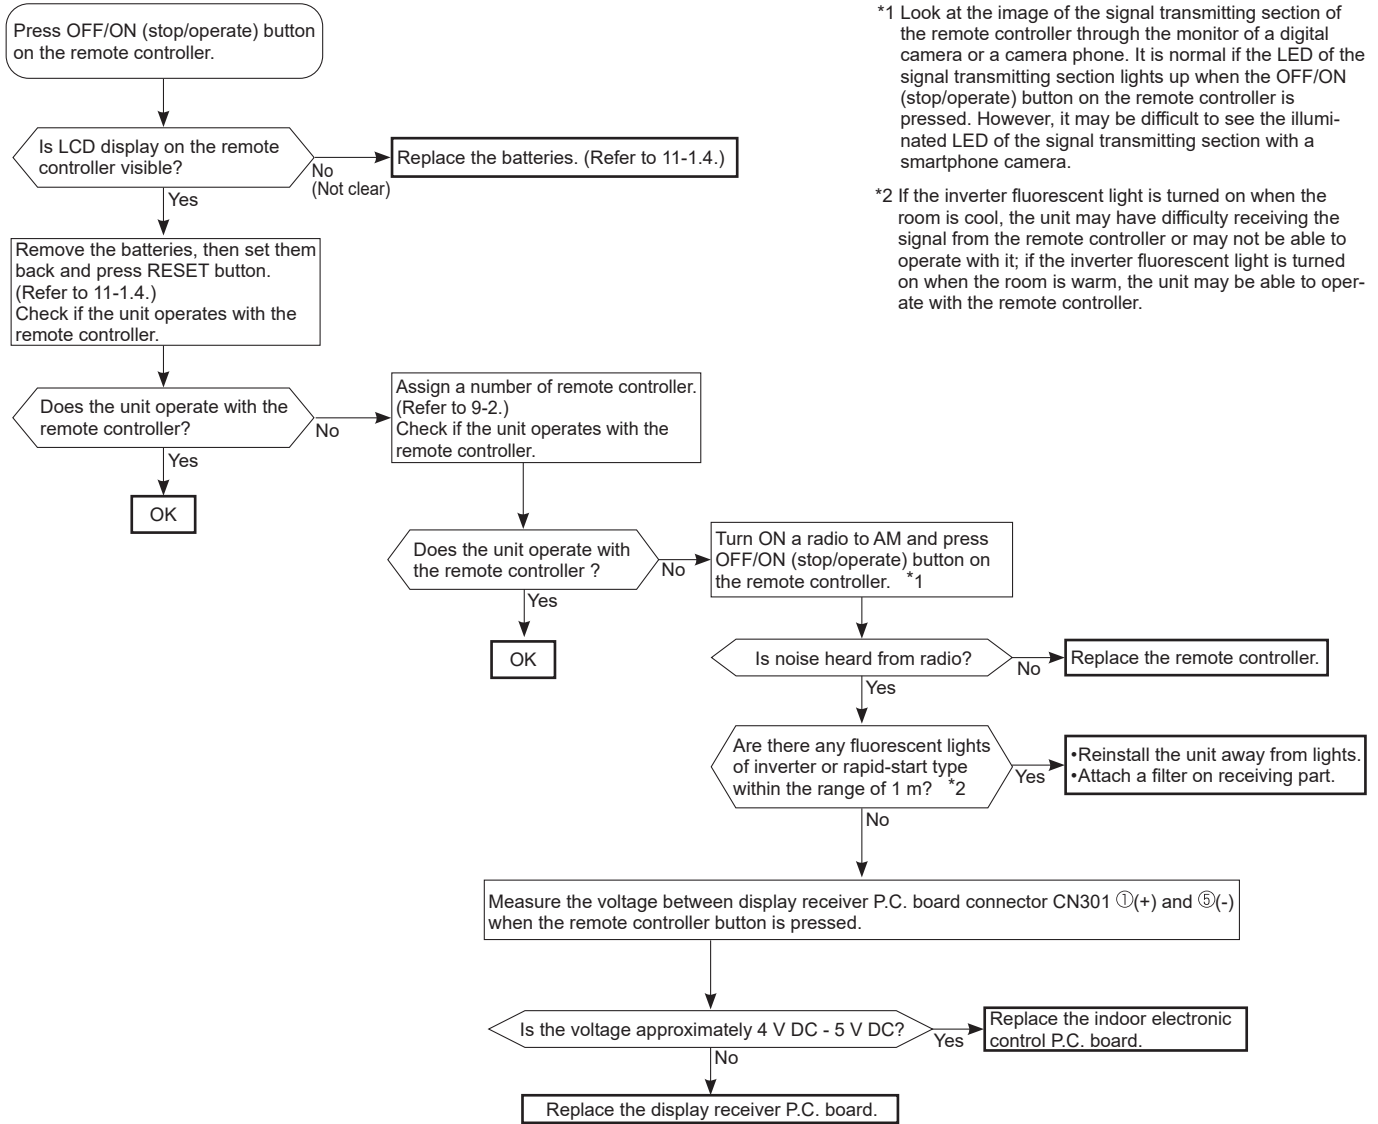 Press OFF/ON (stop/operate) button
on the remote controller.
Is LCD display on the remote
controller visible?
No
(Not clear)
Replace the batteries. (Refer to 11-1.4.)
Yes
Remove the batteries, then set them
back and press RESET button.
(Refer to 11-1.4.)
Check if the unit operates with the
remote controller.
Does the unit operate with the
remote controller?
No
Yes
OK
Assign a number of remote controller.
(Refer to 9-2.)
Check if the unit operates with the
remote controller.
Does the unit operate with
the remote controller ?
No
Yes
OK
Turn ON a radio to AM and press
OFF/ON (stop/operate) button on
the remote controller. *1
Is noise heard from radio?
No
Replace the remote controller.
Yes
Are there any fluorescent lights
of inverter or rapid-start type
within the range of 1 m? *2
Yes
•Reinstall the unit away from lights.
•Attach a filter on receiving part.
No
Measure the voltage between display receiver P.C. board connector CN301 ①(+) and ⑤(-)
when the remote controller button is pressed.
Is the voltage approximately 4 V DC - 5 V DC?
Yes
Replace the indoor electronic
control P.C. board.
No
Replace the display receiver P.C. board.
*1 Look at the image of the signal transmitting section of
the remote controller through the monitor of a digital
camera or a camera phone. It is normal if the LED of the
signal transmitting section lights up when the OFF/ON
(stop/operate) button on the remote controller is
pressed. However, it may be difficult to see the illumi-
nated LED of the signal transmitting section with a
smartphone camera.
*2 If the inverter fluorescent light is turned on when the
room is cool, the unit may have difficulty receiving the
signal from the remote controller or may not be able to
operate with it; if the inverter fluorescent light is turned
on when the room is warm, the unit may be able to oper-
ate with the remote controller.